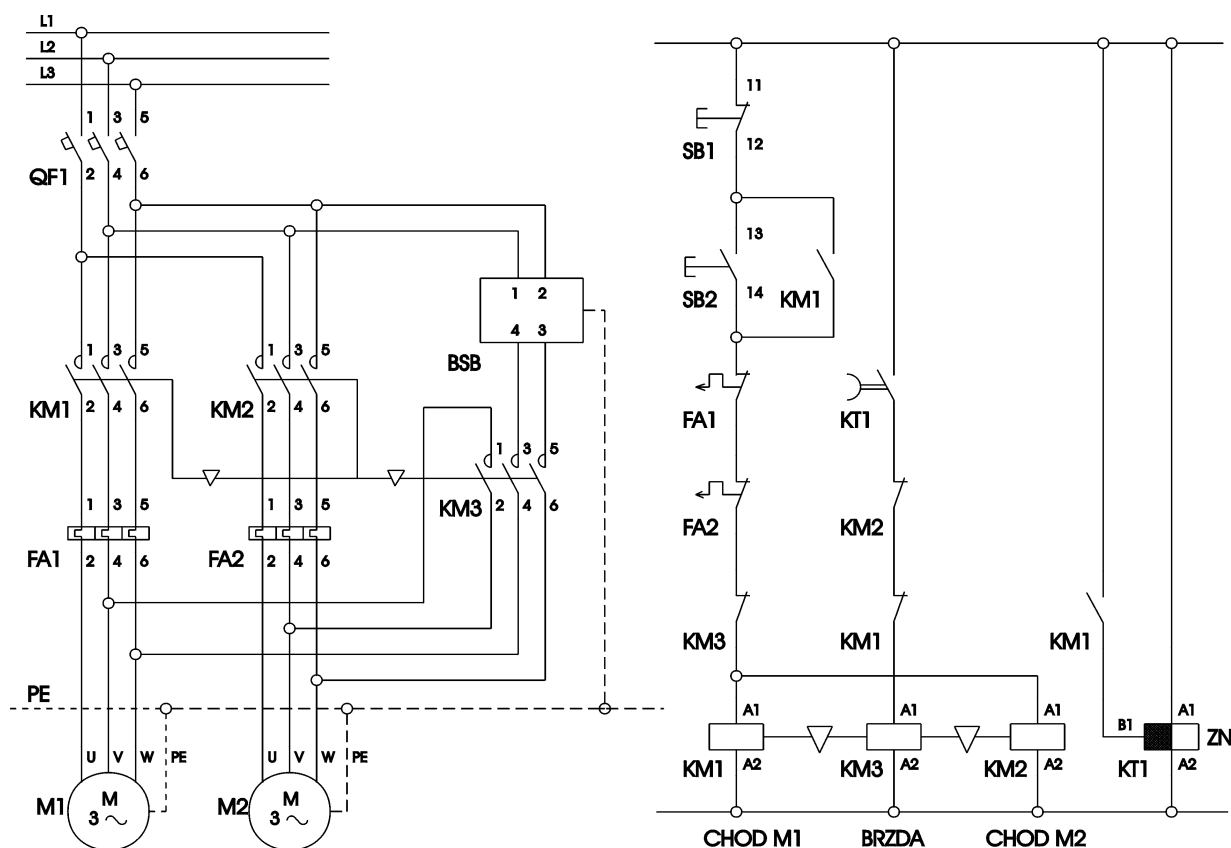 L1
L2
L3
1 3 5
QF1 2 4 6
11
SB1 12
13
SB2 14 KM1
1 2
4 3
BSB
1 3 5 1 3 5
KM1 2 4 6 KM2 2 4 6
FA1 KT1
1 3 5
KM3 2 4 6
1 3 5 1 3 5
FA1 2 4 6 FA2 2 4 6
FA2 KM2
KM3 KM1 KM1
PE
A1 A1 A1 B1 A1
ZN
KM1 A2 KM3 A2 KM2 A2 KT1 A2
U V W PE U V W PE
M1 M 3 M2 M 3
CHOD M1 BRZDA CHOD M2